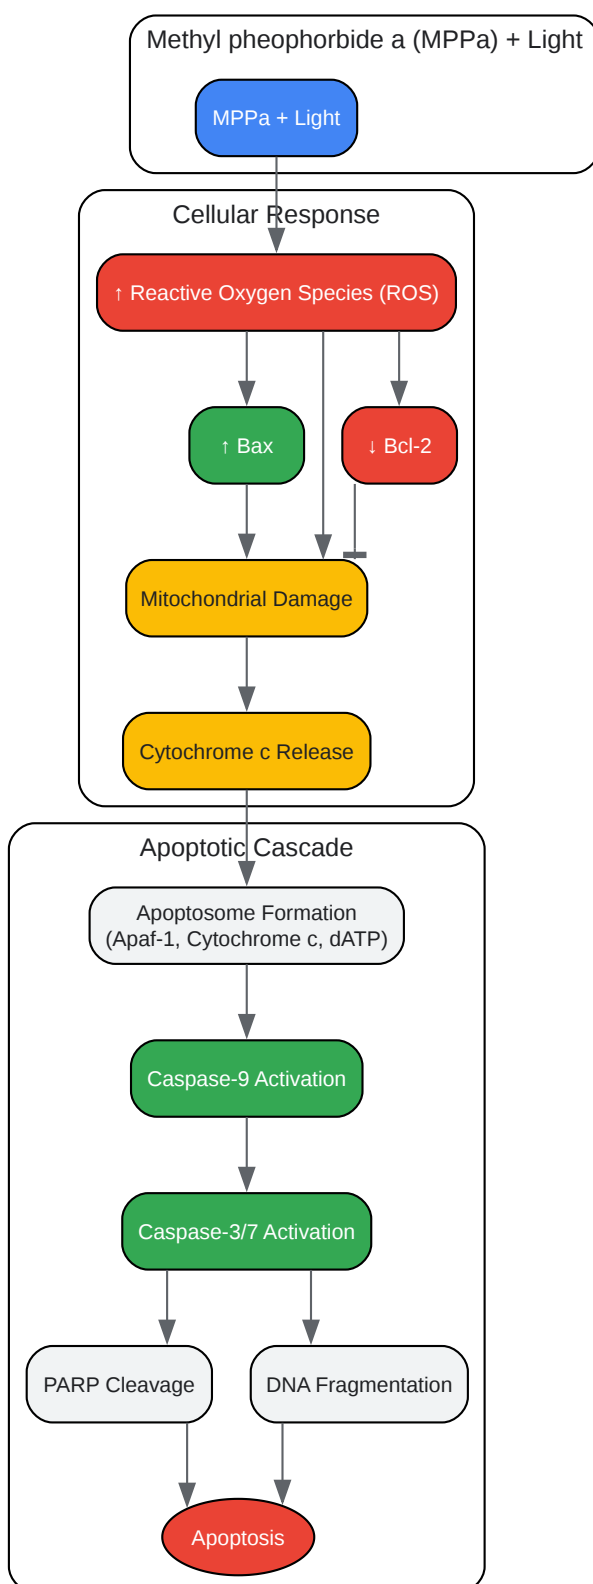 Methyl pheophorbide a (MPPa) + Light
MPPa + Light
Cellular Response
↑ Reactive Oxygen Species (ROS)
↑ Bax
↓ Bcl-2
Mitochondrial Damage
Cytochrome c Release
Apoptotic Cascade
Apoptosome Formation
(Apaf-1, Cytochrome c, dATP)
Caspase-9 Activation
Caspase-3/7 Activation
PARP Cleavage
DNA Fragmentation
Apoptosis